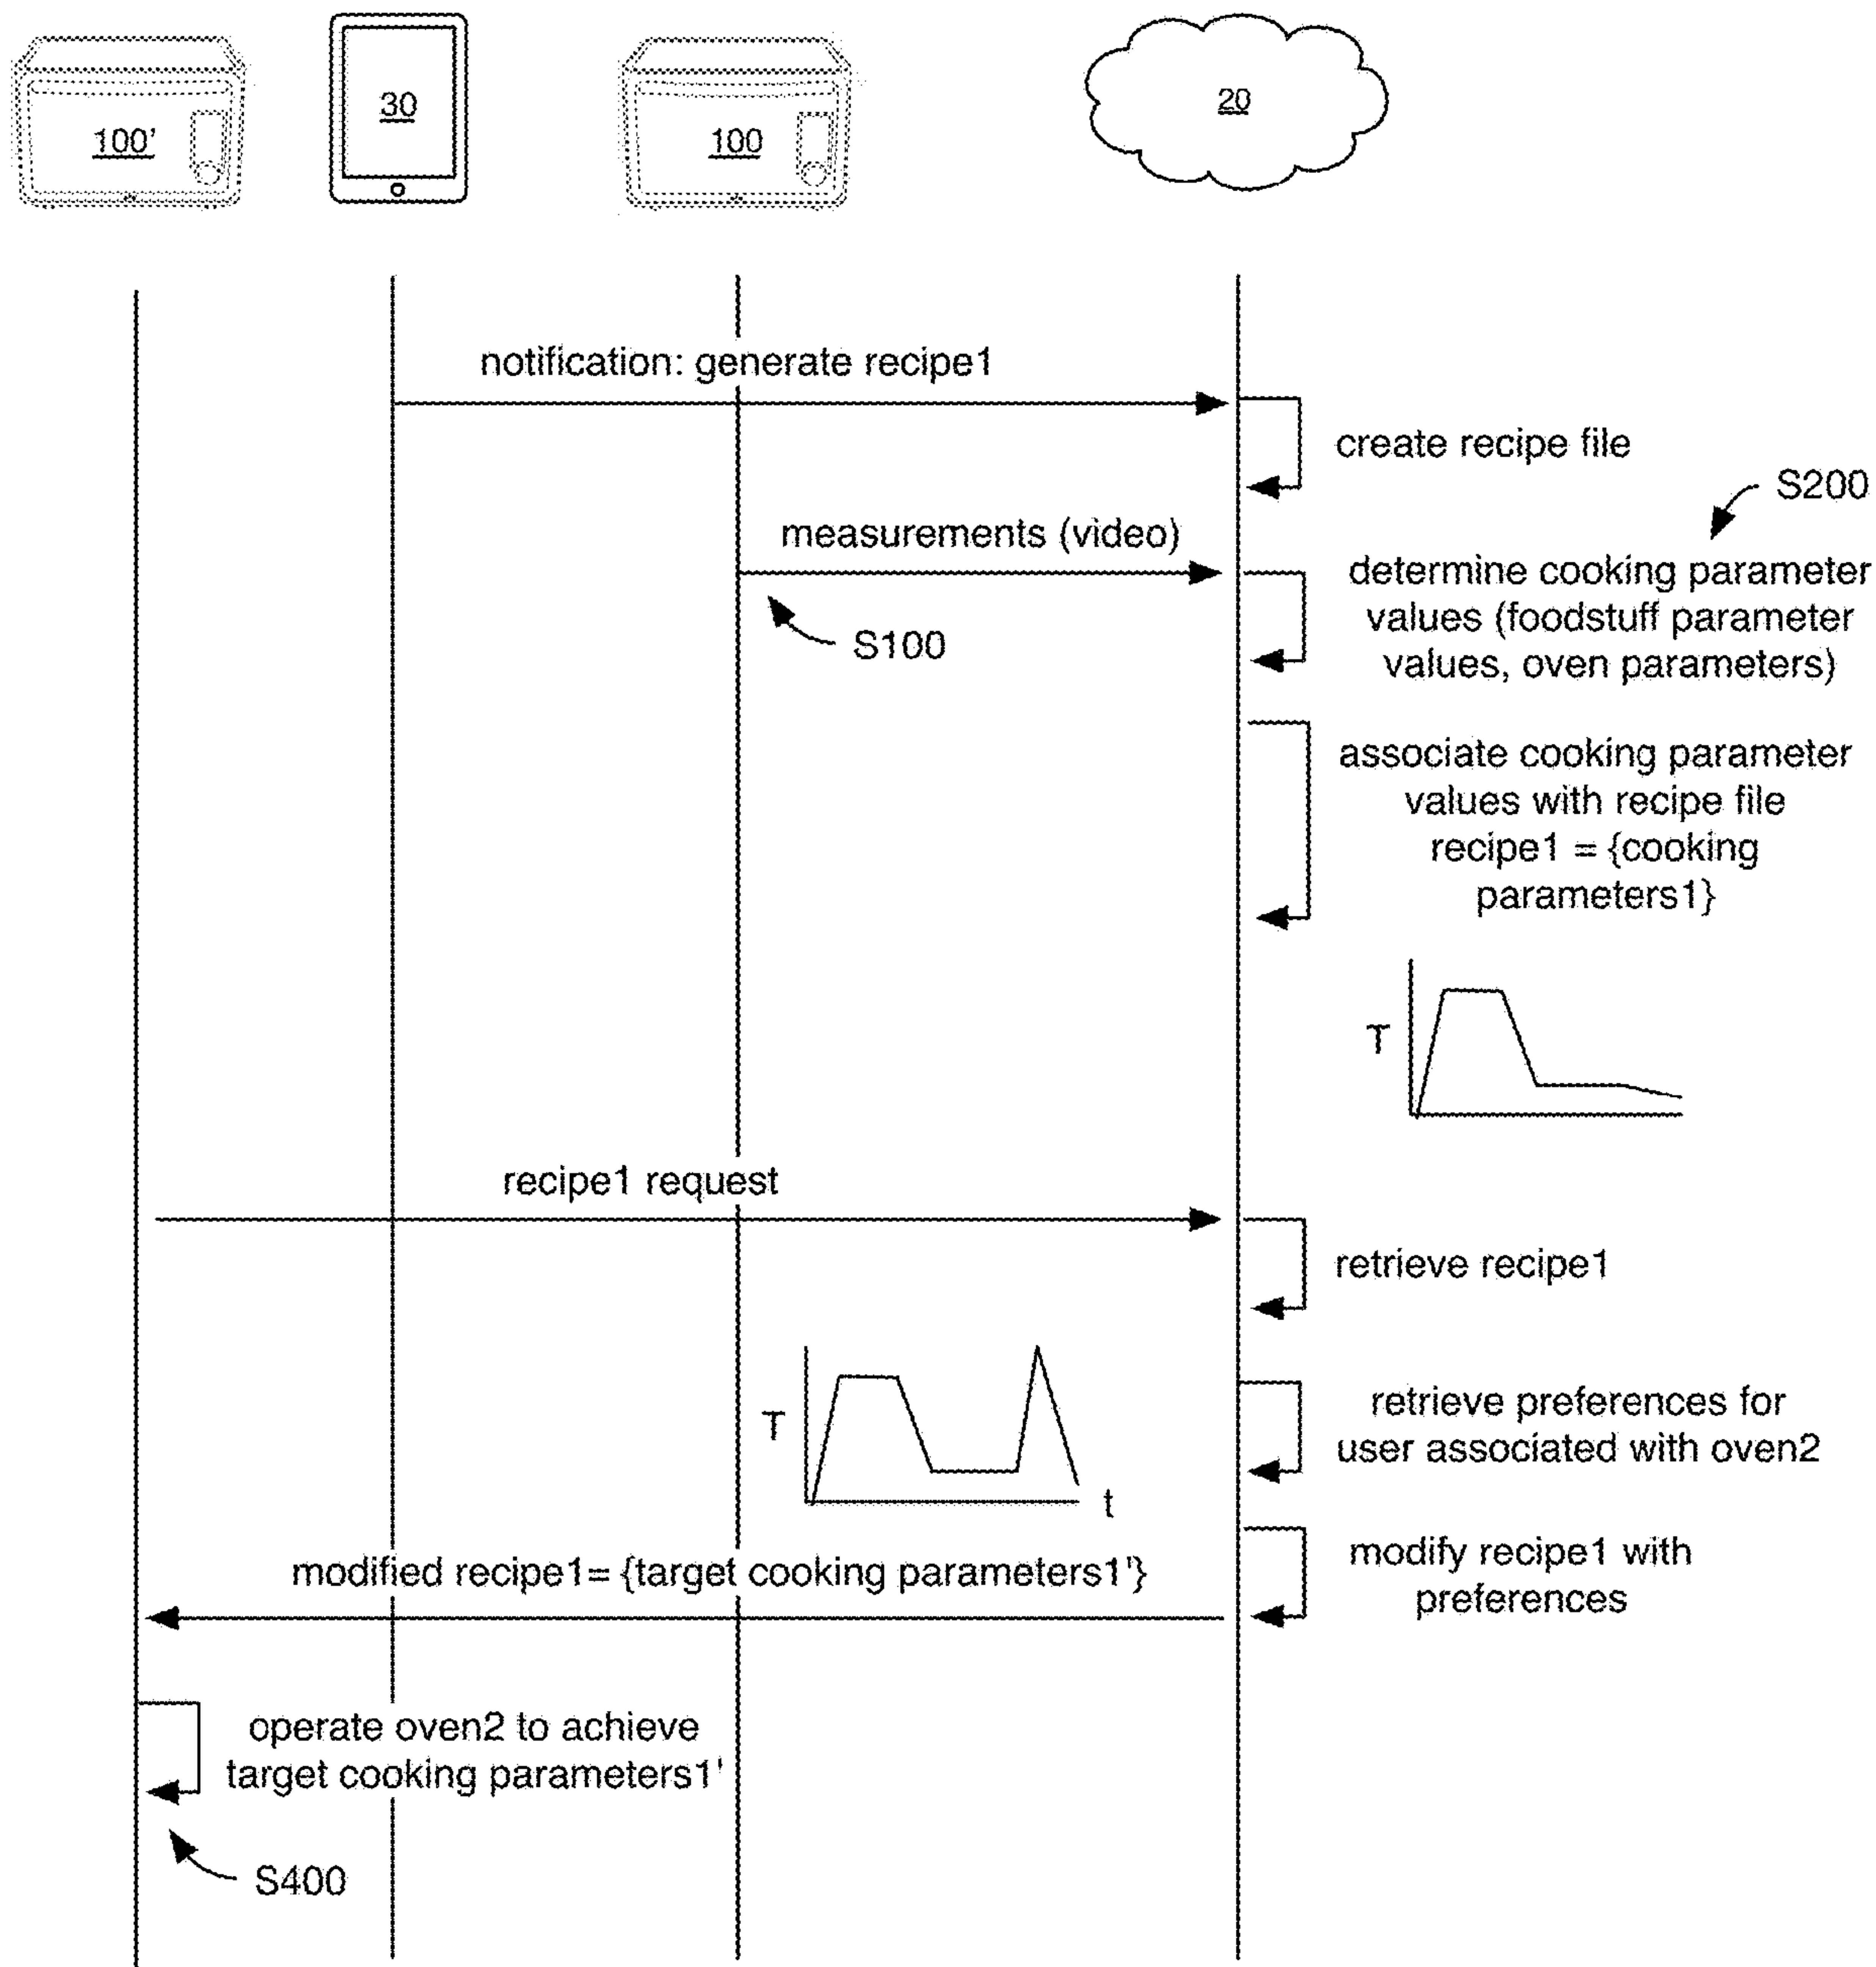 100'
30
100
20
notification: generate recipe1
create recipe file
S200
measurements (video)
determine cooking parameter
values (foodstuff parameter
values, oven parameters)
S100
associate cooking parameter
values with recipe file
recipe1 = {cooking
parameters1}
T
recipe1 request
retrieve recipe1
T
t
retrieve preferences for
user associated with oven2
modified recipe1= {target cooking parameters1'}
modify recipe1 with
preferences
operate oven2 to achieve
target cooking parameters1'
S400